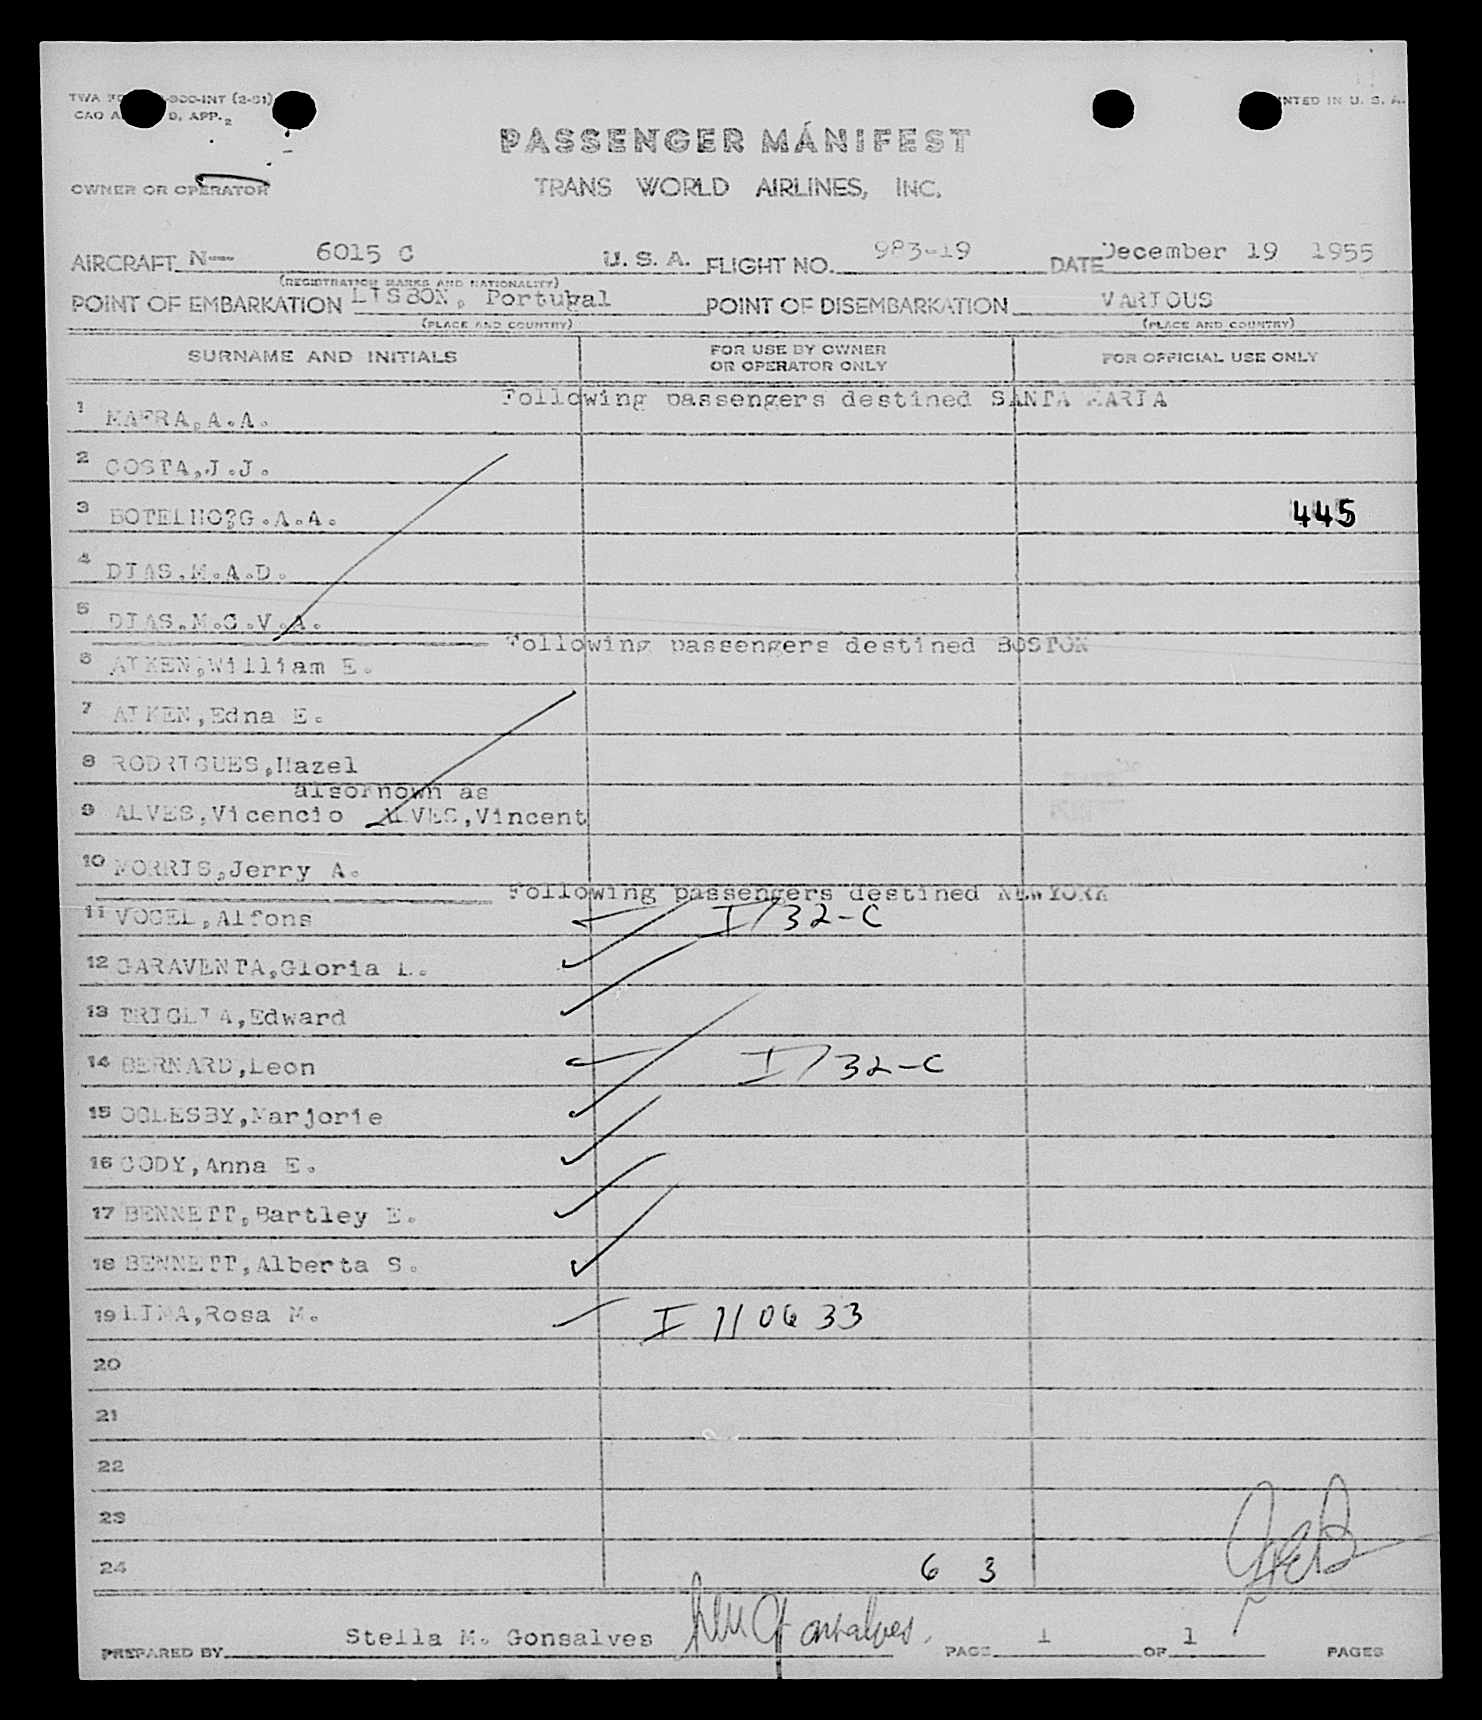 PRINTED IN U. S. A.
PASSENGER MANIFEST
OWNER OR OPERATOR TRANS WORLD AIRLINES, INC.
AIRCRAFT N-- 6015 C U. S. A. FLIGHT NO. 983-19 DATE December 19 1955
(REGISTRATION MARKS AND NATIONALITY)
POINT OF EMBARKATION LISBON, Portugal POINT OF DISEMBARKATION VARIOUS
(PLACE AND COUNTRY) (PLACE AND COUNTRY)
SURNAME AND INITIALS FOR USE BY OWNER OR OPERATOR ONLY FOR OFFICIAL USE ONLY
Following passengers destined SANTA MARIA
1 MAFRA,A.A.
2 COSTA,J.J.
3 BOTELHO?G.A.A. 445
4 DIAS.M.A.D.
5 DIAS.M.C.V.A.
Following passengers destined BOSTON
6 AIKEN,William E.
7 AIKEN,Edna E.
8 RODRIGUES,Hazel
alsoknown as
9 ALVES,Vicencio ALVES,Vincent
10 MORRIS,Jerry A.
Following passengers destined NEWYORK
11 VOGEL,Alfons I/32-C
12 GARAVENTA,Gloria L.
13 TRIGLIA,Edward
14 BERNARD,Leon I/32-C
15 OGLESBY,Marjorie
16 CODY,Anna E.
17 BENNETT,Bartley E.
18 BENNETT,Alberta S.
19 LIMA,Rosa M. I 110633
20
21
22
23
24 6 3
PREPARED BY Stella M. Gonsalves PAGE 1 OF 1 PAGES